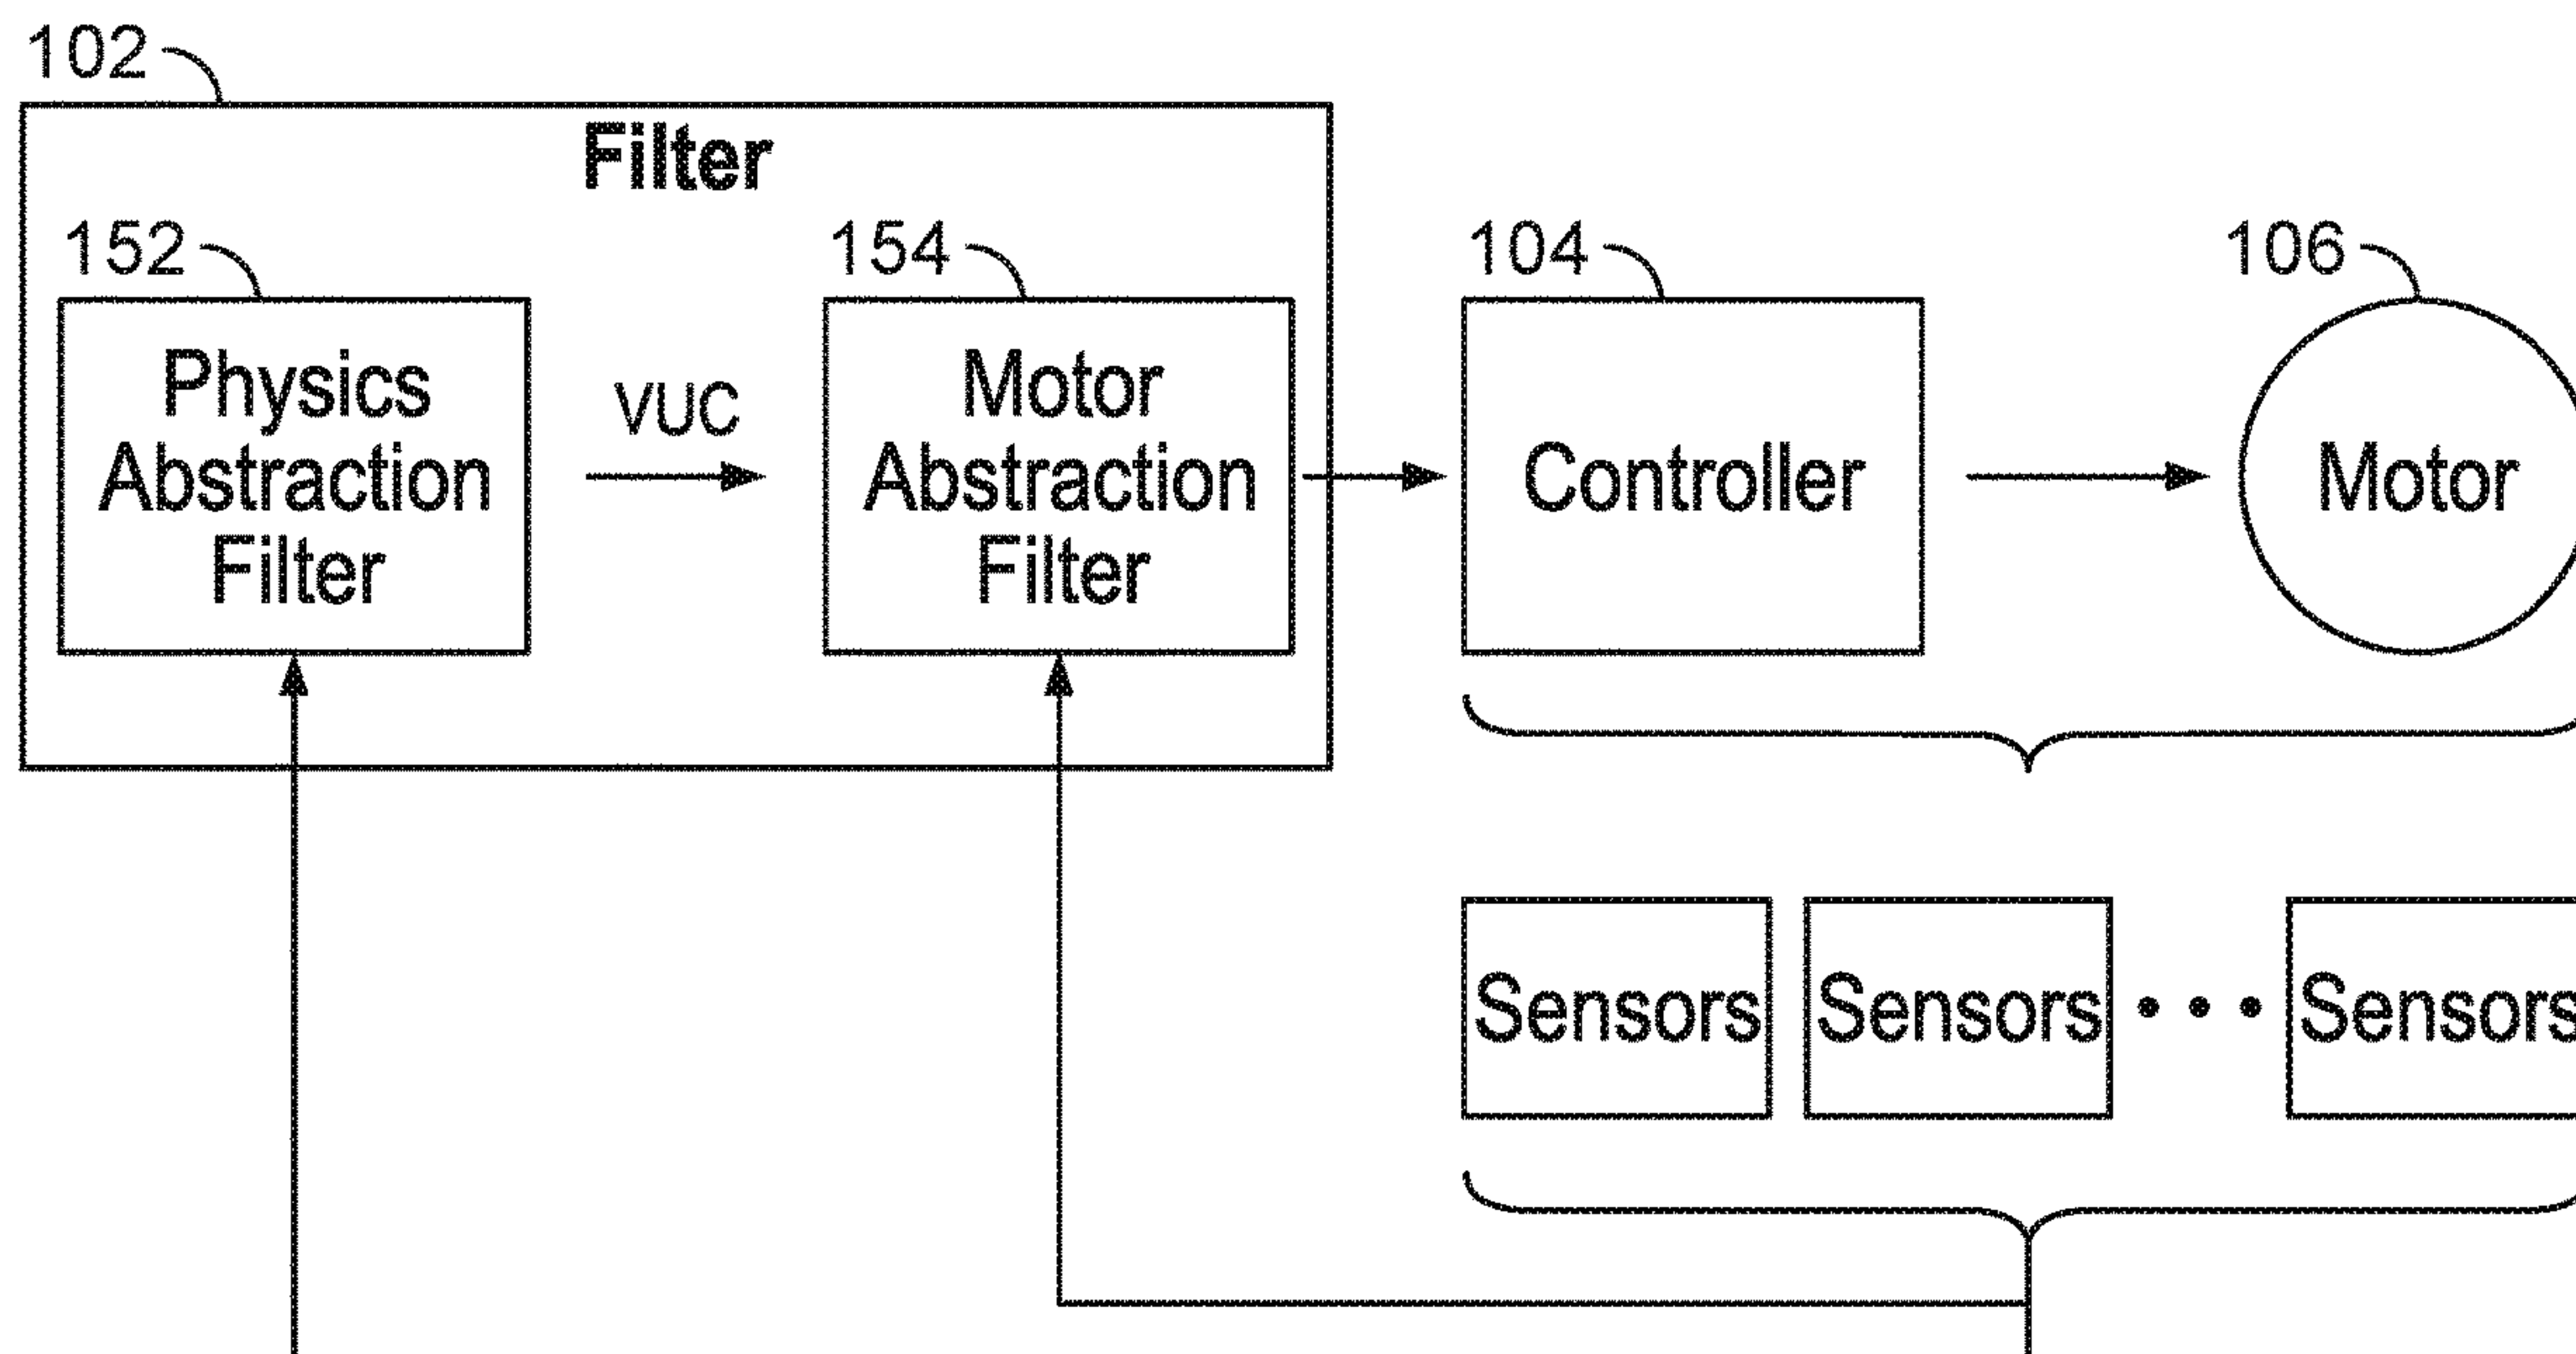 102
Filter
152
154
104
106
Physics
Abstraction
Filter
VUC
Motor
Abstraction
Filter
Controller
Motor
Sensors
Sensors
• • •
Sensors